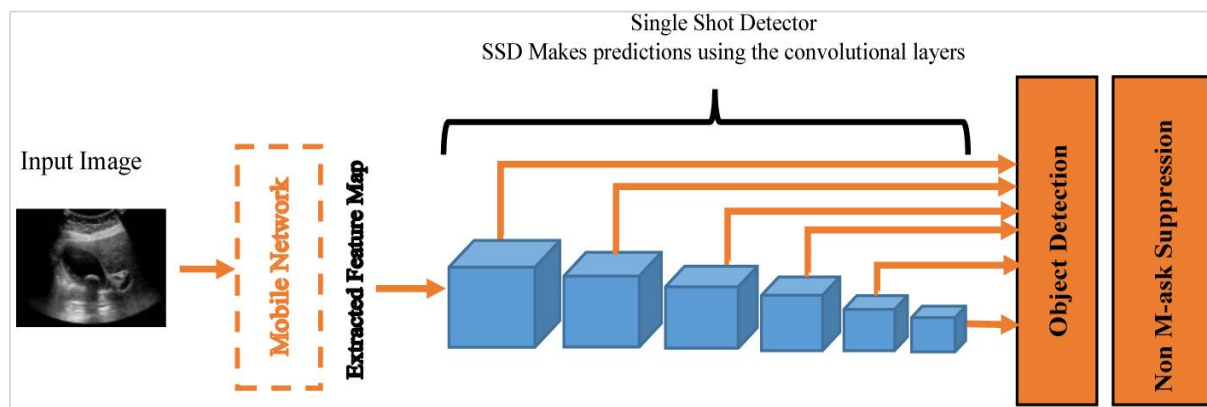 Single Shot Detector
SSD Makes predictions using the convolutional layers
Input Image
Mobile Network
Extracted Feature Map
Object Detection
Non M-ask Suppression